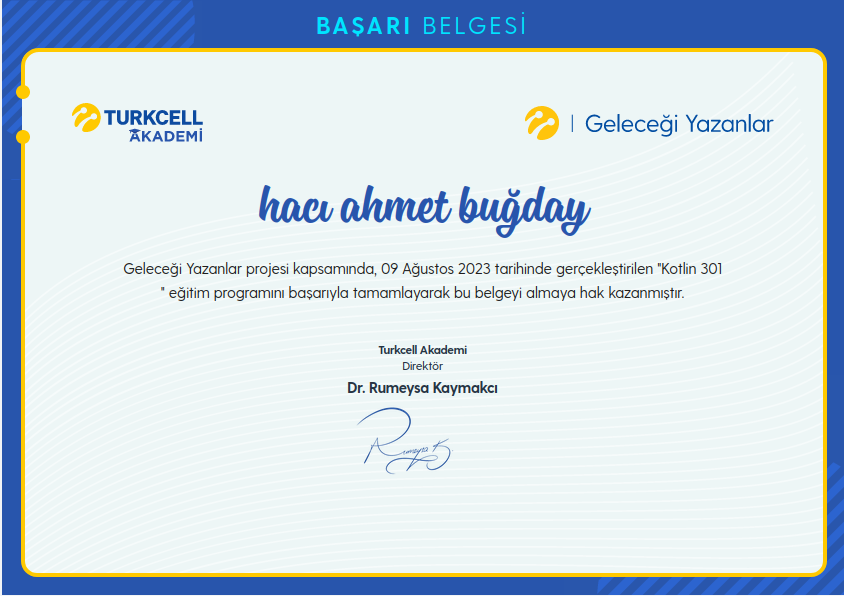 BAŞARI BELGESİ
TURKCELL
AKADEMİ
Geleceği Yazanlar
hacı ahmet buğday
Geleceği Yazanlar projesi kapsamında, 09 Ağustos 2023 tarihinde gerçekleştirilen "Kotlin 301
" eğitim programını başarıyla tamamlayarak bu belgeyi almaya hak kazanmıştır.
Turkcell Akademi
Direktör
Dr. Rumeysa Kaymakcı
Rumeysa K